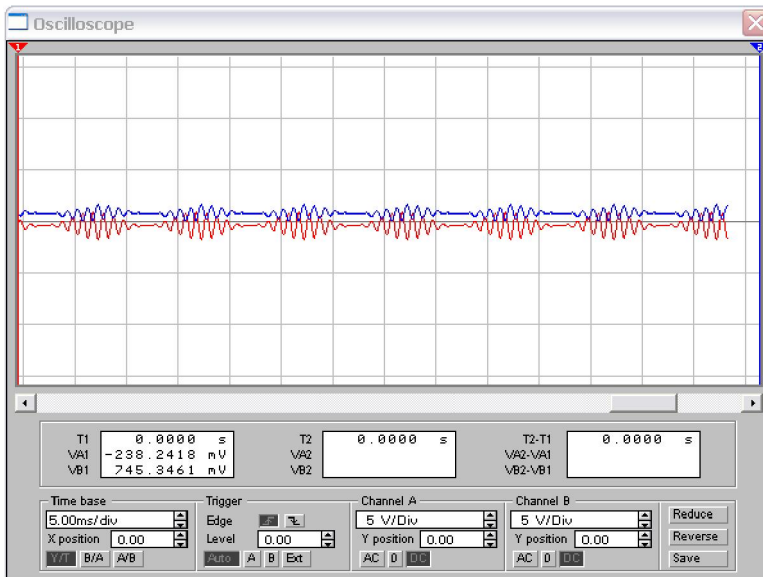 Oscilloscope
1
2
T1 0.0000 s
VA1 -238.2418 mV
VB1 745.3461 mV
T2 0.0000 s
VA2
VB2
T2-T1 0.0000 s
VA2-VA1
VB2-VB1
Time base
5.00ms/div
X position 0.00
Y/T B/A A/B
Trigger
Edge
Level 0.00
Auto A B Ext
Channel A
5 V/Div
Y position 0.00
AC 0 DC
Channel B
5 V/Div
Y position 0.00
AC 0 DC
Reduce
Reverse
Save